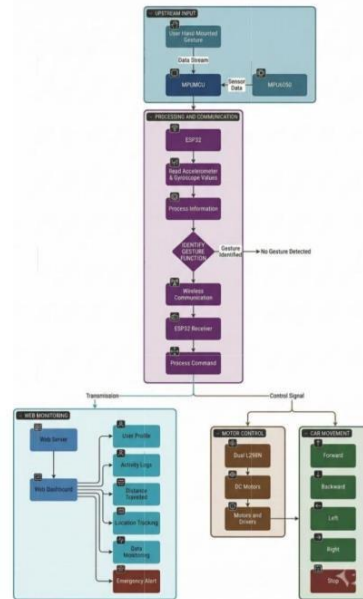 UPSTREAM INPUT
User Hand Mounted
Gesture
Data Stream
MPUMCU
Sensor
Data
MPU6050
PROCESSING AND COMMUNICATION
ESP32
Read Accelerometer
& Gyroscope Values
Process Information
IDENTIFY
GESTURE
FUNCTION
Gesture
Identified
No Gesture Detected
Wireless
Communication
ESP32 Receiver
Process Command
Transmission
Control Signal
WEB MONITORING
Web Server
Web Dashboard
User Profile
Activity Logs
Distance
Travelled
Location Tracking
Data
Monitoring
Emergency Alert
MOTOR CONTROL
Dual L298N
DC Motors
Motors and
Drivers
CAR MOVEMENT
Forward
Backward
Left
Right
Stop